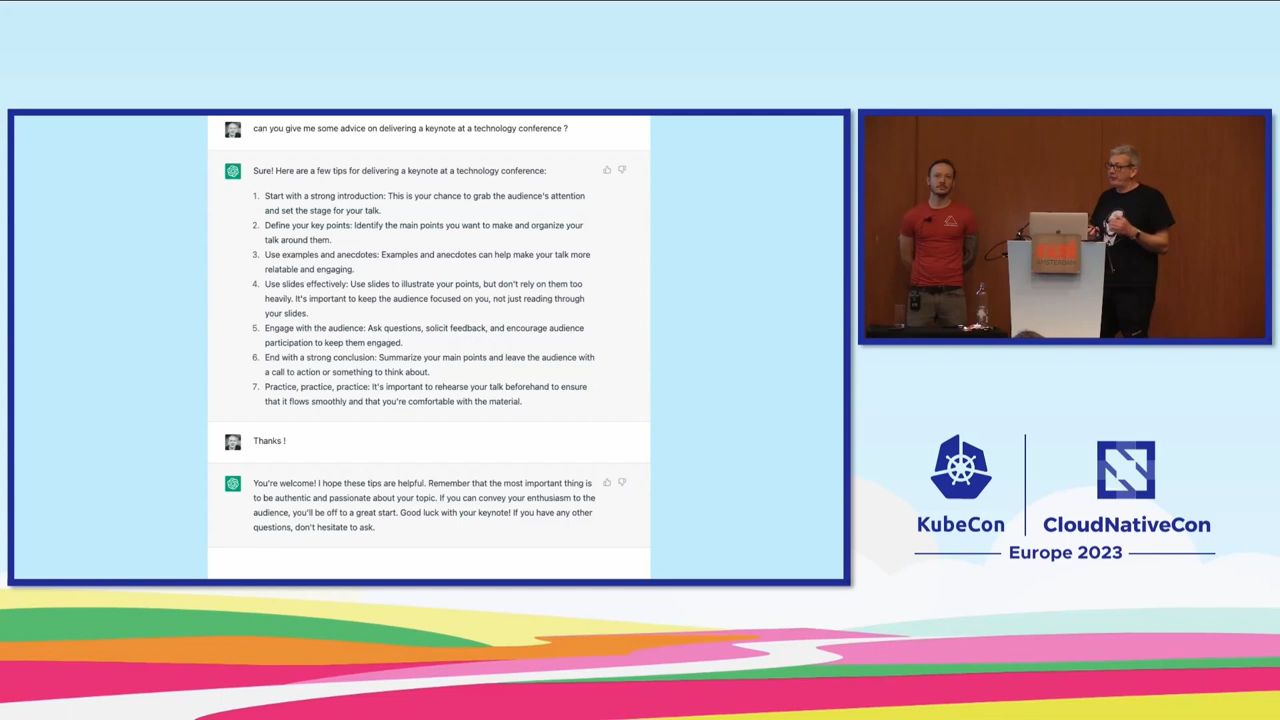 can you give me some advice on delivering a keynote at a technology conference ?
Sure! Here are a few tips for delivering a keynote at a technology conference:
1. Start with a strong introduction: This is your chance to grab the audience's attention
and set the stage for your talk.
2. Define your key points: Identify the main points you want to make and organize your
talk around them.
3. Use examples and anecdotes: Examples and anecdotes can help make your talk more
relatable and engaging.
4. Use slides effectively: Use slides to illustrate your points, but don't rely on them too
heavily. It's important to keep the audience focused on you, not just reading through
your slides.
5. Engage with the audience: Ask questions, solicit feedback, and encourage audience
participation to keep them engaged.
6. End with a strong conclusion: Summarize your main points and leave the audience with
a call to action or something to think about.
7. Practice, practice, practice: It's important to rehearse your talk beforehand to ensure
that it flows smoothly and that you're comfortable with the material.
Thanks !
You're welcome! I hope these tips are helpful. Remember that the most important thing is
to be authentic and passionate about your topic. If you can convey your enthusiasm to the
audience, you'll be off to a great start. Good luck with your keynote! If you have any other
questions, don't hesitate to ask.
AMSTERDAM
KubeCon
CloudNativeCon
Europe 2023